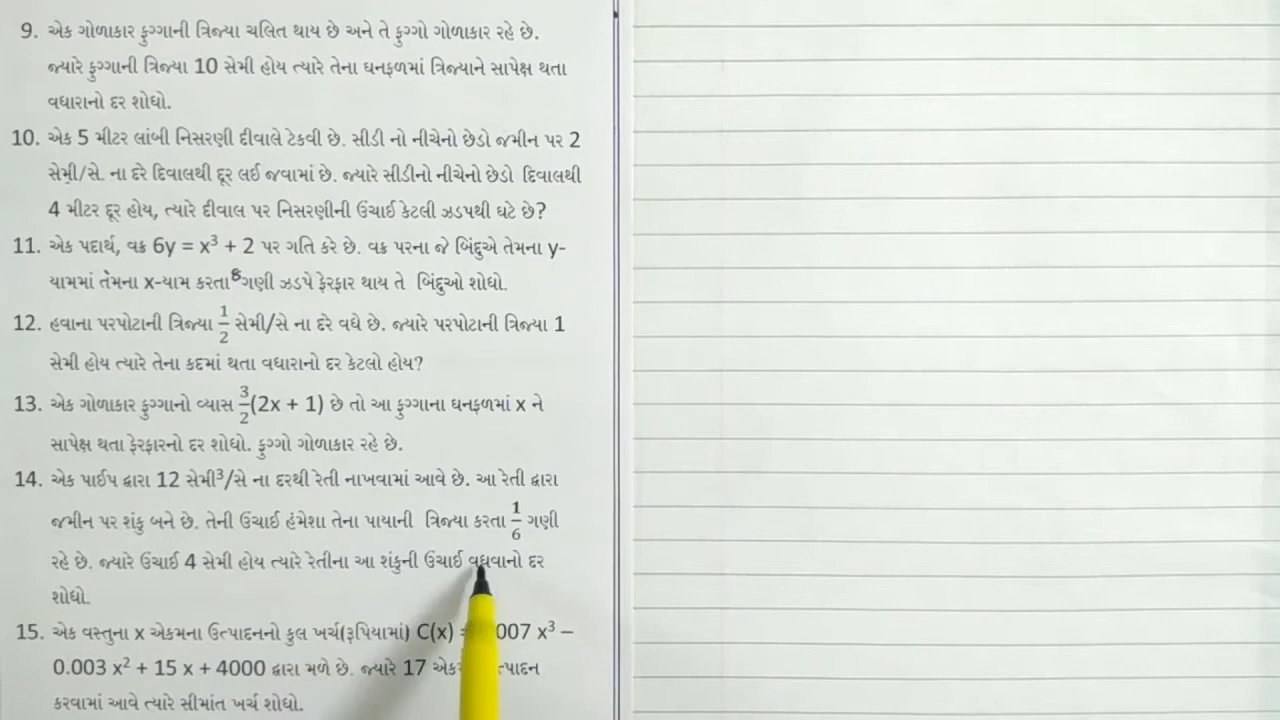 9. એક ગોળાકાર ફુગ્ગાની ત્રિજ્યા ચલિત થાય છે અને તે ફુગ્ગો ગોળાકાર રહે છે.
જ્યારે ફુગ્ગાની ત્રિજ્યા 10 સેમી હોય ત્યારે તેના ઘનફળમાં ત્રિજ્યાને સાપેક્ષ થતા
વધારાનો દર શોધો.
10. એક 5 મીટર લાંબી નિસરણી દીવાલે ટેકવી છે. સીડી નો નીચેનો છેડો જમીન પર 2
સેમી/સે. ના દરે દિવાલથી દૂર લઈ જવામાં છે. જ્યારે સીડીનો નીચેનો છેડો દિવાલથી
4 મીટર દૂર હોય, ત્યારે દીવાલ પર નિસરણીની ઉંચાઈ કેટલી ઝડપથી ઘટે છે?
11. એક પદાર્થ, વક્ર 6y = x³ + 2 પર ગતિ કરે છે. વક્ર પરના જે બિંદુએ તેમના y-
યામમાં તેમના x-યામ કરતા 8 ગણી ઝડપે ફેરફાર થાય તે બિંદુઓ શોધો.
12. હવાના પરપોટાની ત્રિજ્યા 1/2 સેમી/સે ના દરે વધે છે. જ્યારે પરપોટાની ત્રિજ્યા 1
સેમી હોય ત્યારે તેના કદમાં થતા વધારાનો દર કેટલો હોય?
13. એક ગોળાકાર ફુગ્ગાનો વ્યાસ 3/2(2x + 1) છે તો આ ફુગ્ગાના ઘનફળમાં x ને
સાપેક્ષ થતા ફેરફારનો દર શોધો. ફુગ્ગો ગોળાકાર રહે છે.
14. એક પાઈપ દ્વારા 12 સેમી³/સે ના દરથી રેતી નાખવામાં આવે છે. આ રેતી દ્વારા
જમીન પર શંકુ બને છે. તેની ઉંચાઈ હંમેશા તેના પાયાની ત્રિજ્યા કરતા 1/6 ગણી
રહે છે. જ્યારે ઉંચાઈ 4 સેમી હોય ત્યારે રેતીના આ શંકુની ઉંચાઈ વધવાનો દર
શોધો.
15. એક વસ્તુના x એકમના ઉત્પાદનનો કુલ ખર્ચ(રૂપિયામાં) C(x) = 007 x³ –
0.003 x² + 15 x + 4000 દ્વારા મળે છે. જ્યારે 17
કરવામાં આવે ત્યારે સીમાંત ખર્ચ શોધો.